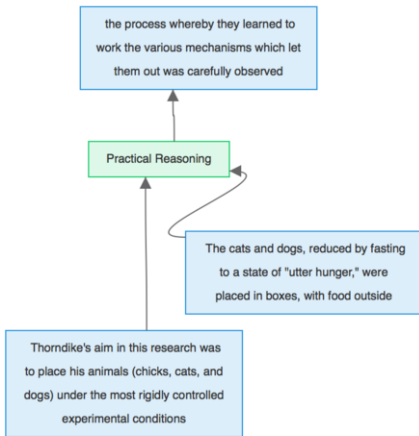 the process whereby they learned to
work the various mechanisms which let
them out was carefully observed
Practical Reasoning
The cats and dogs, reduced by fasting
to a state of "utter hunger," were
placed in boxes, with food outside
Thorndike's aim in this research was
to place his animals (chicks, cats, and
dogs) under the most rigidly controlled
experimental conditions